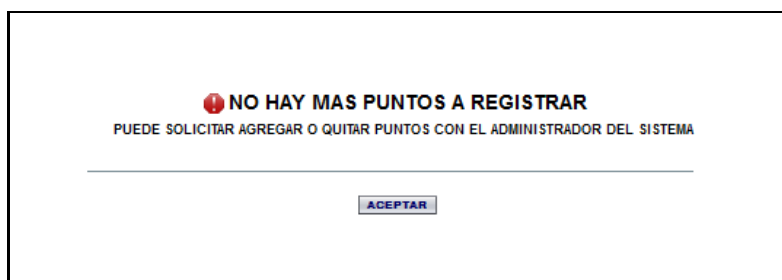 NO HAY MAS PUNTOS A REGISTRAR
PUEDE SOLICITAR AGREGAR O QUITAR PUNTOS CON EL ADMINISTRADOR DEL SISTEMA
ACEPTAR